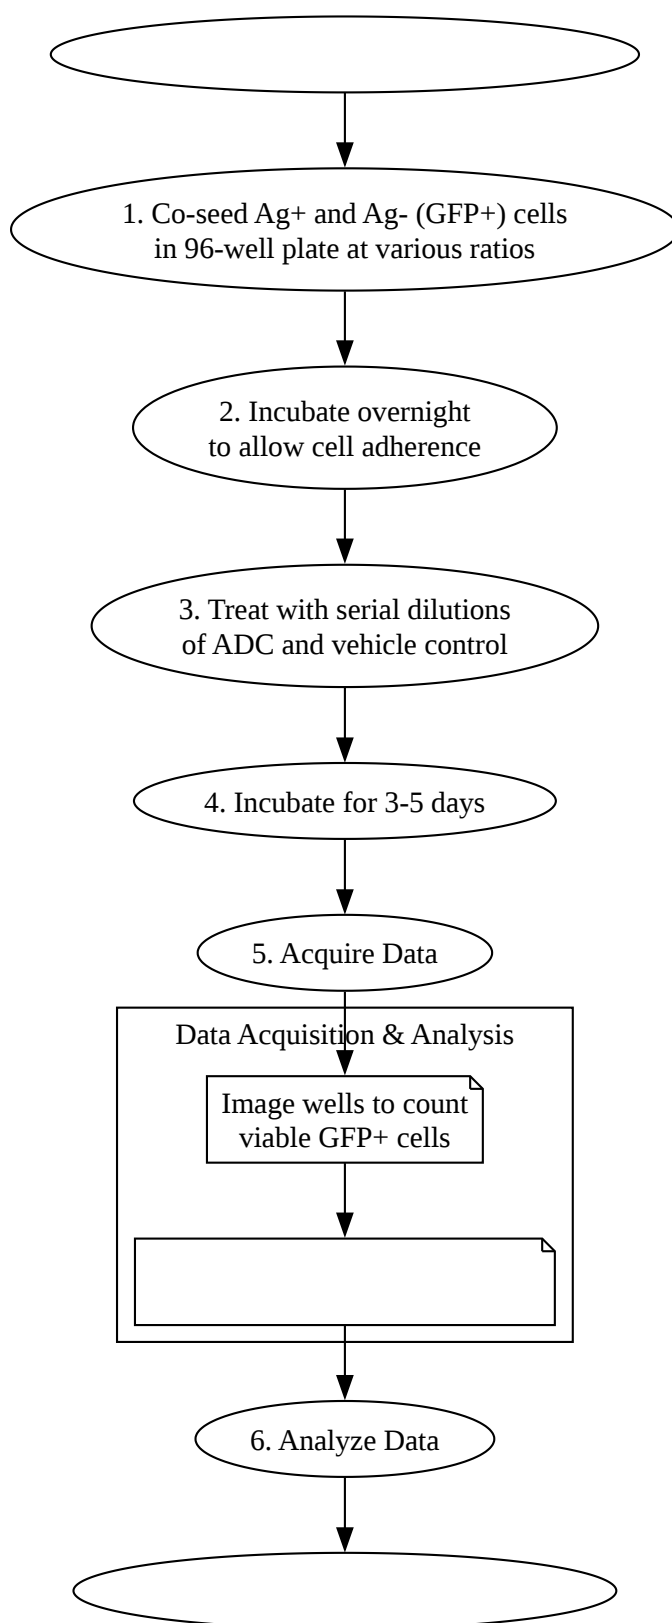 1. Co-seed Ag+ and Ag- (GFP+) cells
in 96-well plate at various ratios
2. Incubate overnight
to allow cell adherence
3. Treat with serial dilutions
of ADC and vehicle control
4. Incubate for 3-5 days
5. Acquire Data
Data Acquisition & Analysis
Image wells to count
viable GFP+ cells
6. Analyze Data